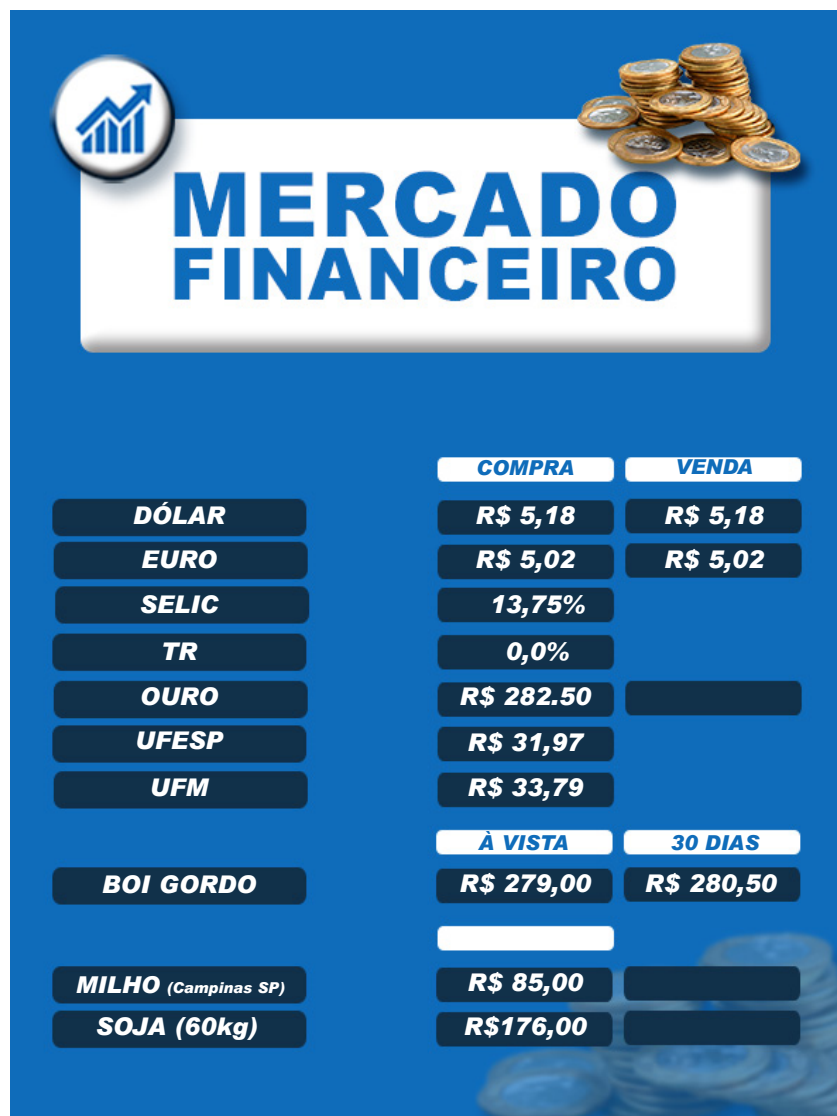 MERCADO
FINANCEIRO
COMPRA VENDA
DÓLAR R$ 5,18 R$ 5,18
EURO R$ 5,02 R$ 5,02
SELIC 13,75%
TR 0,0%
OURO R$ 282.50
UFESP R$ 31,97
UFM R$ 33,79
À VISTA 30 DIAS
BOI GORDO R$ 279,00 R$ 280,50
MILHO (Campinas SP) R$ 85,00
SOJA (60kg) R$176,00